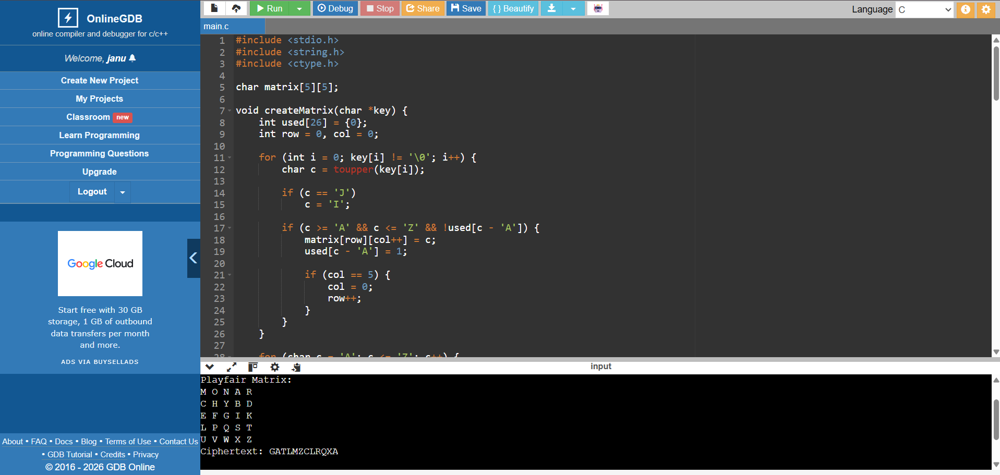 OnlineGDB
online compiler and debugger for c/c++
Welcome, janu
Create New Project
My Projects
Classroom new
Learn Programming
Programming Questions
Upgrade
Logout
Google Cloud
Start free with 30 GB
storage, 1 GB of outbound
data transfers per month
and more.
ADS VIA BUYSELLADS
About • FAQ • Docs • Blog • Terms of Use • Contact Us
• GDB Tutorial • Credits • Privacy
© 2016 - 2026 GDB Online
Run Debug Stop Share Save { } Beautify Language C
main.c
1 #include <stdio.h>
2 #include <string.h>
3 #include <ctype.h>
4
5 char matrix[5][5];
6
7 void createMatrix(char *key) {
8 int used[26] = {0};
9 int row = 0, col = 0;
10
11 for (int i = 0; key[i] != '\0'; i++) {
12 char c = toupper(key[i]);
13
14 if (c == 'J')
15 c = 'I';
16
17 if (c >= 'A' && c <= 'Z' && !used[c - 'A']) {
18 matrix[row][col++] = c;
19 used[c - 'A'] = 1;
20
21 if (col == 5) {
22 col = 0;
23 row++;
24 }
25 }
26 }
27
28 for (char c = 'A'; c <= 'Z'; c++) {
input
Playfair Matrix:
M O N A R
C H Y B D
E F G I K
L P Q S T
U V W X Z
Ciphertext: GATLMZCLRQXA